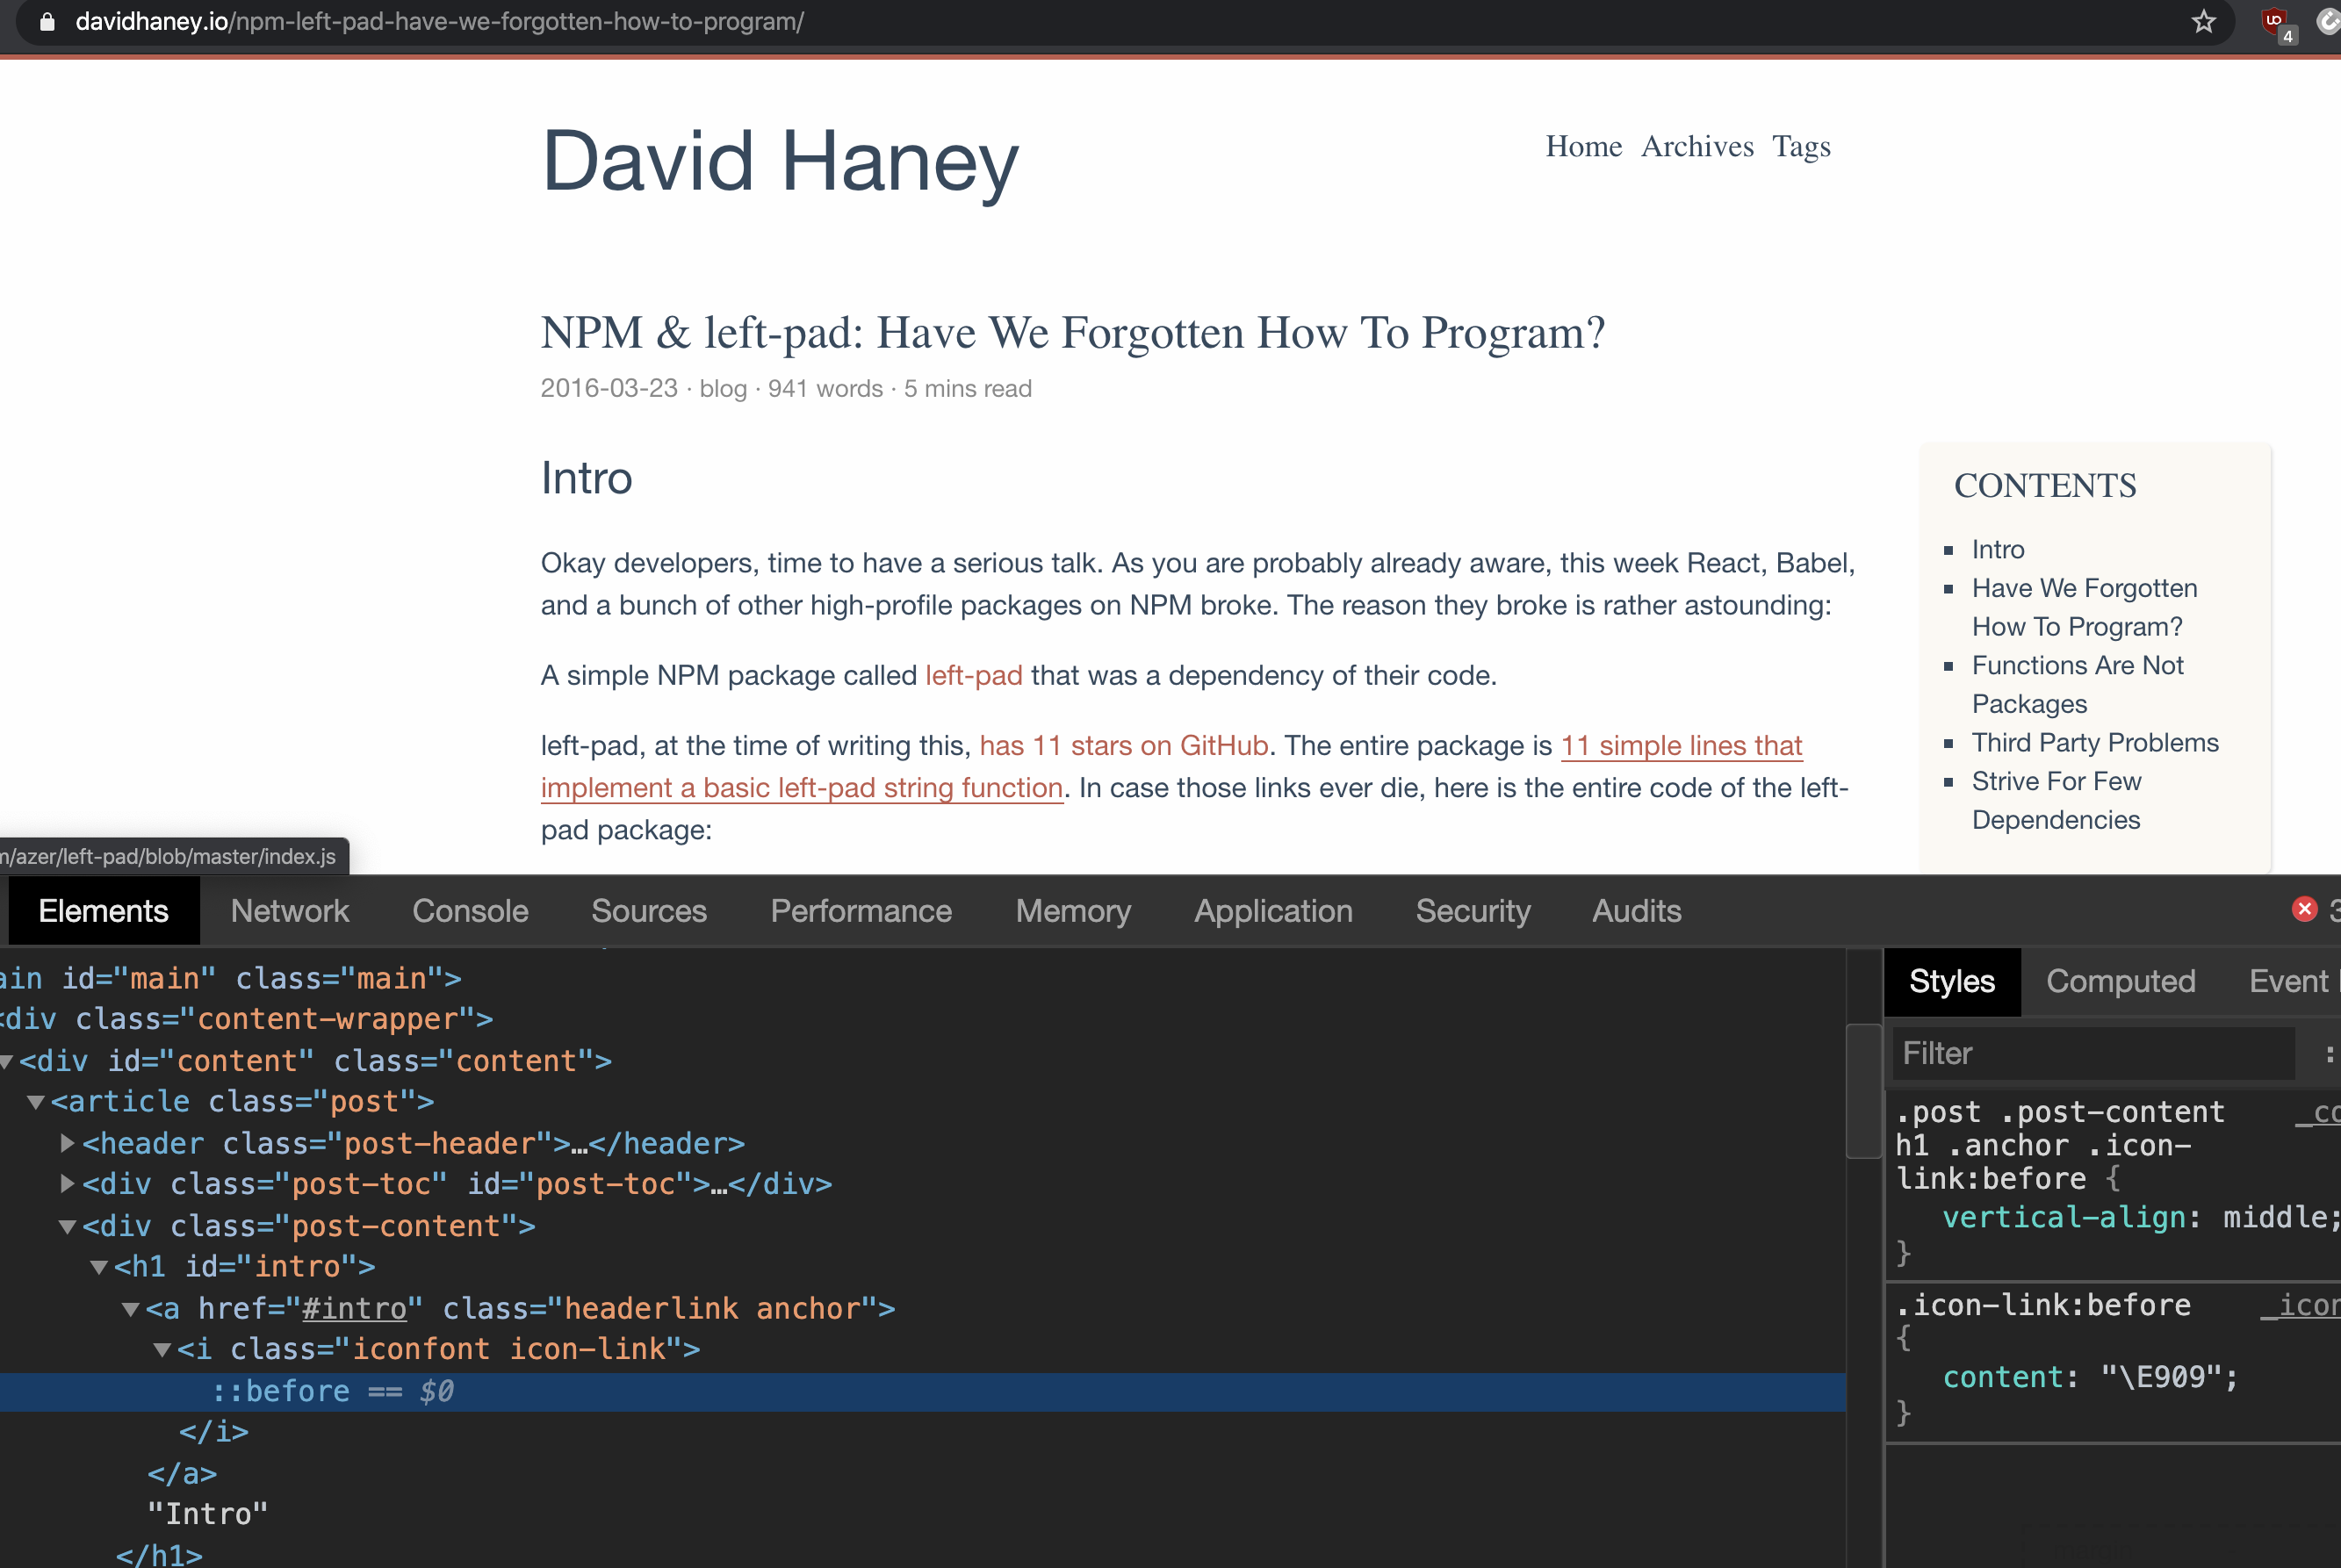 davidhaney.io/npm-left-pad-have-we-forgotten-how-to-program/
4
David Haney
Home Archives Tags
NPM & left-pad: Have We Forgotten How To Program?
2016-03-23 · blog · 941 words · 5 mins read
Intro
Okay developers, time to have a serious talk. As you are probably already aware, this week React, Babel,
and a bunch of other high-profile packages on NPM broke. The reason they broke is rather astounding:
A simple NPM package called left-pad that was a dependency of their code.
left-pad, at the time of writing this, has 11 stars on GitHub. The entire package is 11 simple lines that
implement a basic left-pad string function. In case those links ever die, here is the entire code of the left-
pad package:
CONTENTS
Intro
Have We Forgotten
How To Program?
Functions Are Not
Packages
Third Party Problems
Strive For Few
Dependencies
m/azer/left-pad/blob/master/index.js
Elements Network Console Sources Performance Memory Application Security Audits 3
ain id="main" class="main">
<div class="content-wrapper">
<div id="content" class="content">
<article class="post">
<header class="post-header">…</header>
<div class="post-toc" id="post-toc">…</div>
<div class="post-content">
<h1 id="intro">
<a href="#intro" class="headerlink anchor">
<i class="iconfont icon-link">
::before == $0
</i>
</a>
"Intro"
</h1>
Styles Computed Event
Filter :
.post .post-content _co
h1 .anchor .icon-
link:before {
vertical-align: middle;
}
.icon-link:before _icon
{
content: "\E909";
}